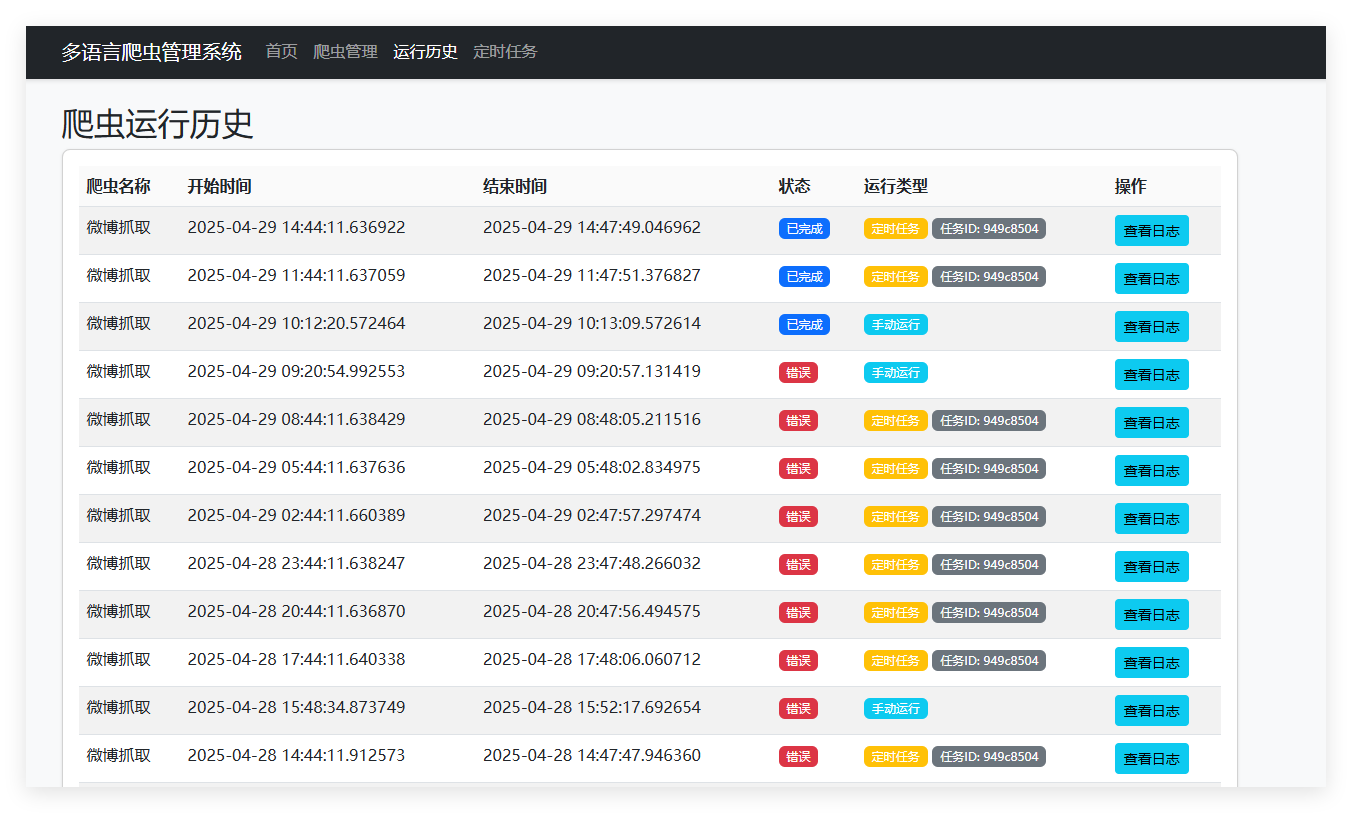 多语言爬虫管理系统 首页 爬虫管理 运行历史 定时任务
爬虫运行历史
爬虫名称 开始时间 结束时间 状态 运行类型 操作
微博抓取 2025-04-29 14:44:11.636922 2025-04-29 14:47:49.046962 已完成 定时任务 任务ID: 949c8504 查看日志
微博抓取 2025-04-29 11:44:11.637059 2025-04-29 11:47:51.376827 已完成 定时任务 任务ID: 949c8504 查看日志
微博抓取 2025-04-29 10:12:20.572464 2025-04-29 10:13:09.572614 已完成 手动运行 查看日志
微博抓取 2025-04-29 09:20:54.992553 2025-04-29 09:20:57.131419 错误 手动运行 查看日志
微博抓取 2025-04-29 08:44:11.638429 2025-04-29 08:48:05.211516 错误 定时任务 任务ID: 949c8504 查看日志
微博抓取 2025-04-29 05:44:11.637636 2025-04-29 05:48:02.834975 错误 定时任务 任务ID: 949c8504 查看日志
微博抓取 2025-04-29 02:44:11.660389 2025-04-29 02:47:57.297474 错误 定时任务 任务ID: 949c8504 查看日志
微博抓取 2025-04-28 23:44:11.638247 2025-04-28 23:47:48.266032 错误 定时任务 任务ID: 949c8504 查看日志
微博抓取 2025-04-28 20:44:11.636870 2025-04-28 20:47:56.494575 错误 定时任务 任务ID: 949c8504 查看日志
微博抓取 2025-04-28 17:44:11.640338 2025-04-28 17:48:06.060712 错误 定时任务 任务ID: 949c8504 查看日志
微博抓取 2025-04-28 15:48:34.873749 2025-04-28 15:52:17.692654 错误 手动运行 查看日志
微博抓取 2025-04-28 14:44:11.912573 2025-04-28 14:47:47.946360 错误 定时任务 任务ID: 949c8504 查看日志